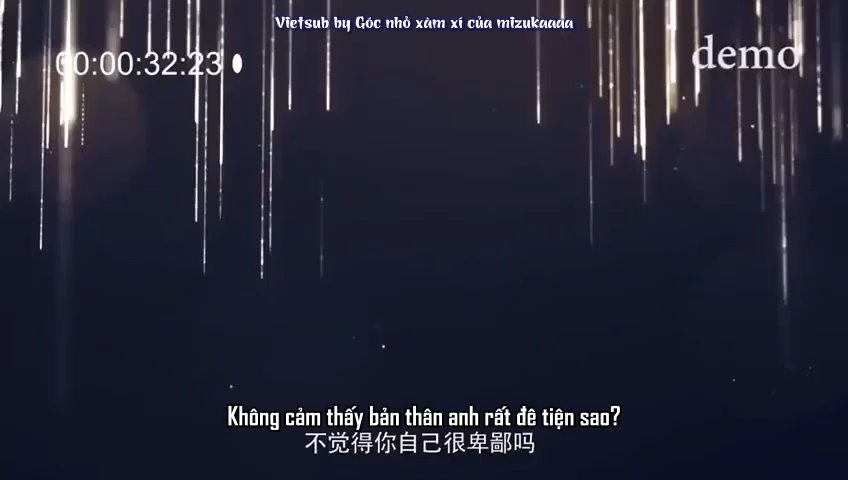 Vietsub by Góc nhỏ xàm xí của mizukaaaa
00:00:32:23
demo
Không cảm thấy bản thân anh rất đê tiện sao?
不觉得你自己很卑鄙吗